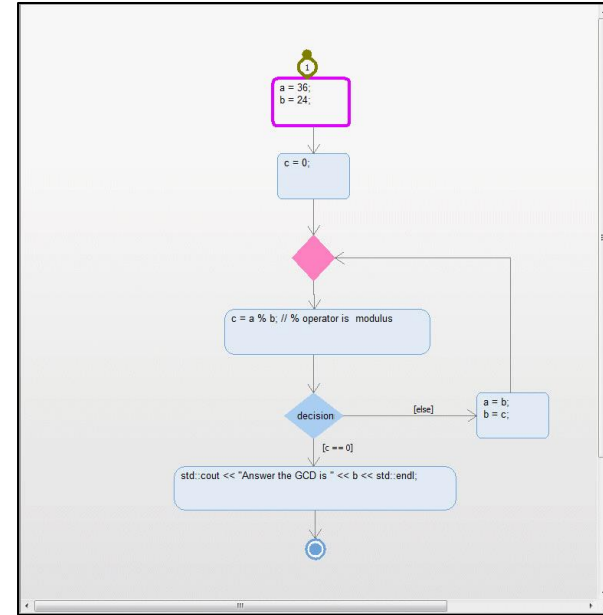 1
a = 36;
b = 24;
c = 0;
c = a % b; // % operator is modulus
decision
[else]
a = b;
b = c;
[c == 0]
std::cout << "Answer the GCD is " << b << std::endl;